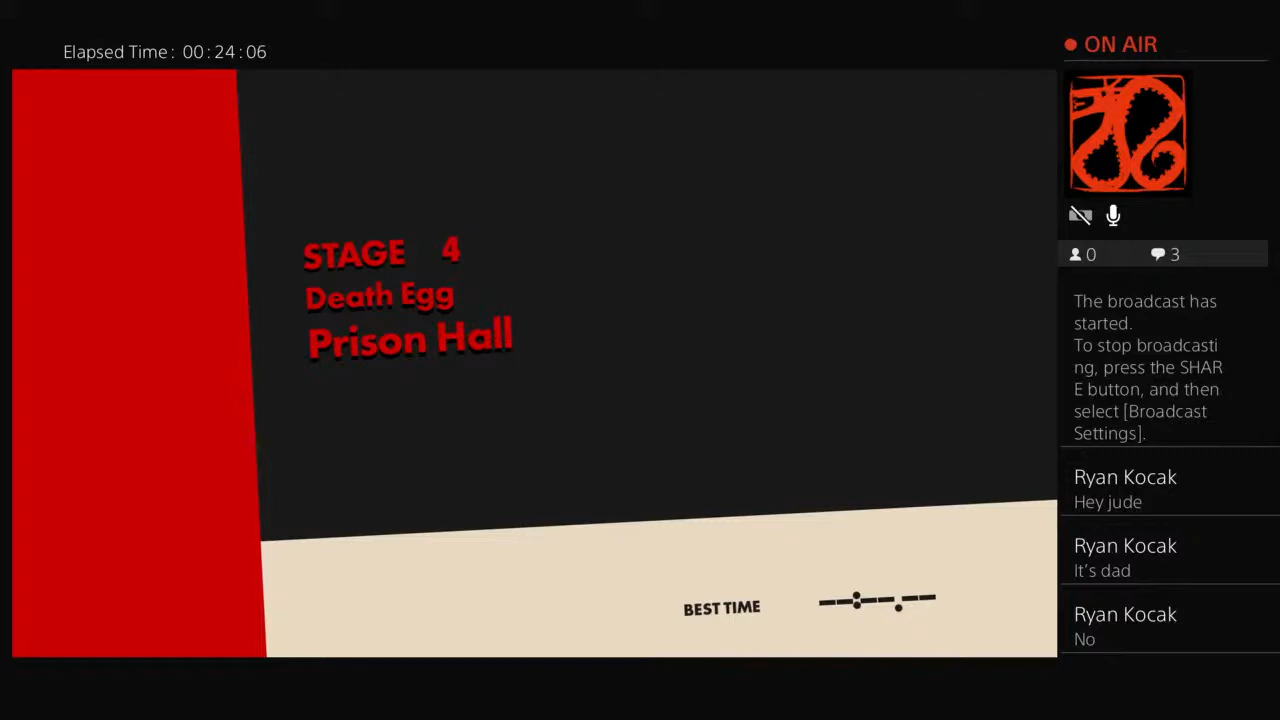 Elapsed Time: 00:24:06
ON AIR
STAGE 4
Death Egg
Prison Hall
BEST TIME --:--.--
0 3
The broadcast has
started.
To stop broadcasti
ng, press the SHAR
E button, and then
select [Broadcast
Settings].
Ryan Kocak
Hey jude
Ryan Kocak
It's dad
Ryan Kocak
No